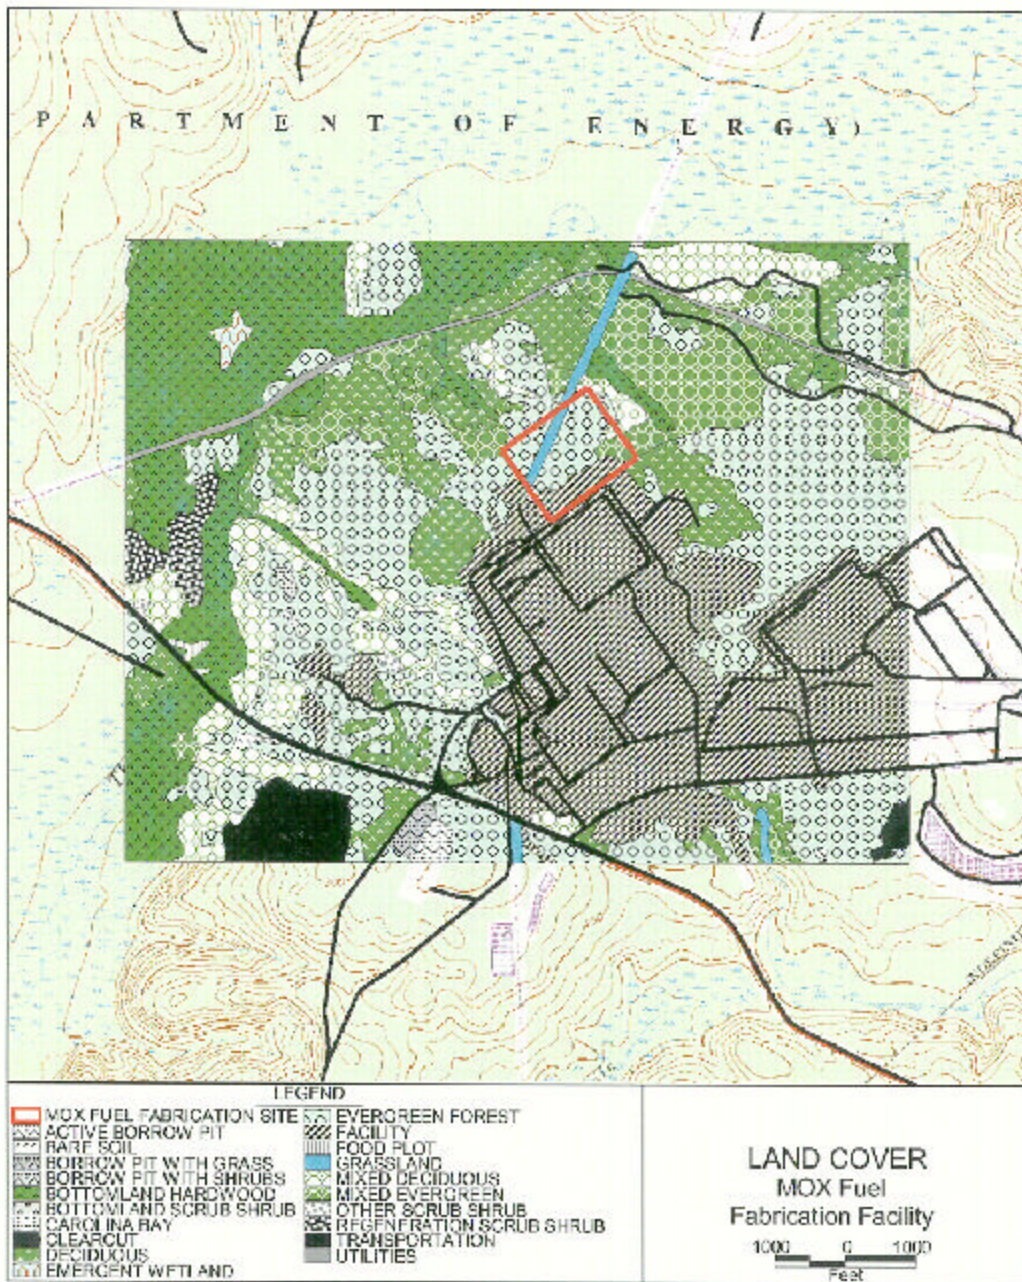 PARTMENT OF ENERGY)
LEGEND
MOX FUEL FABRICATION SITE
ACTIVE BORROW PIT
BARE SOIL
BORROW PIT WITH GRASS
BORROW PIT WITH SHRUBS
BOTTOMLAND HARDWOOD
BOTTOMLAND SCRUB SHRUB
CAROLINA BAY
CLEARCUT
DECIDUOUS
EMERGENT WETLAND
EVERGREEN FOREST
FACILITY
FOOD PLOT
GRASSLAND
MIXED DECIDUOUS
MIXED EVERGREEN
OTHER SCRUB SHRUB
REGENERATION SCRUB SHRUB
TRANSPORTATION
UTILITIES
LAND COVER
MOX Fuel
Fabrication Facility
1000 0 1000
Feet